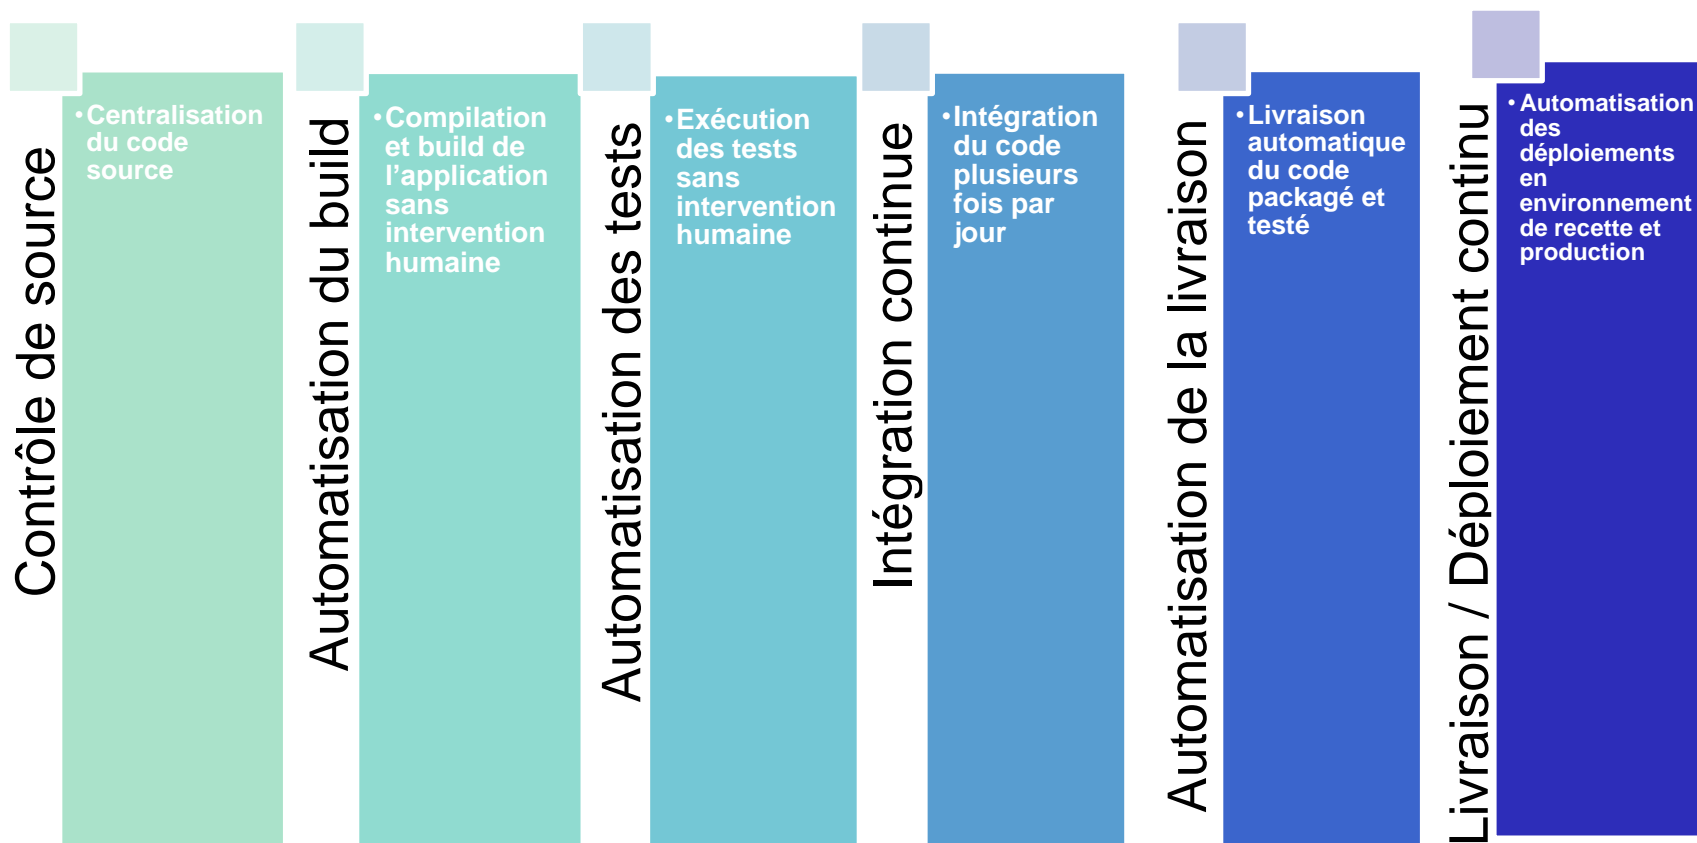 Contrôle de source
•Centralisation
du code
source
Automatisation du build
•Compilation
et build de
l’application
sans
intervention
humaine
Automatisation des tests
•Exécution
des tests
sans
intervention
humaine
Intégration continue
•Intégration
du code
plusieurs
fois par
jour
Automatisation de la livraison
•Livraison
automatique
du code
packagé et
testé
Livraison / Déploiement continu
•Automatisation
des
déploiements
en
environnement
de recette et
production